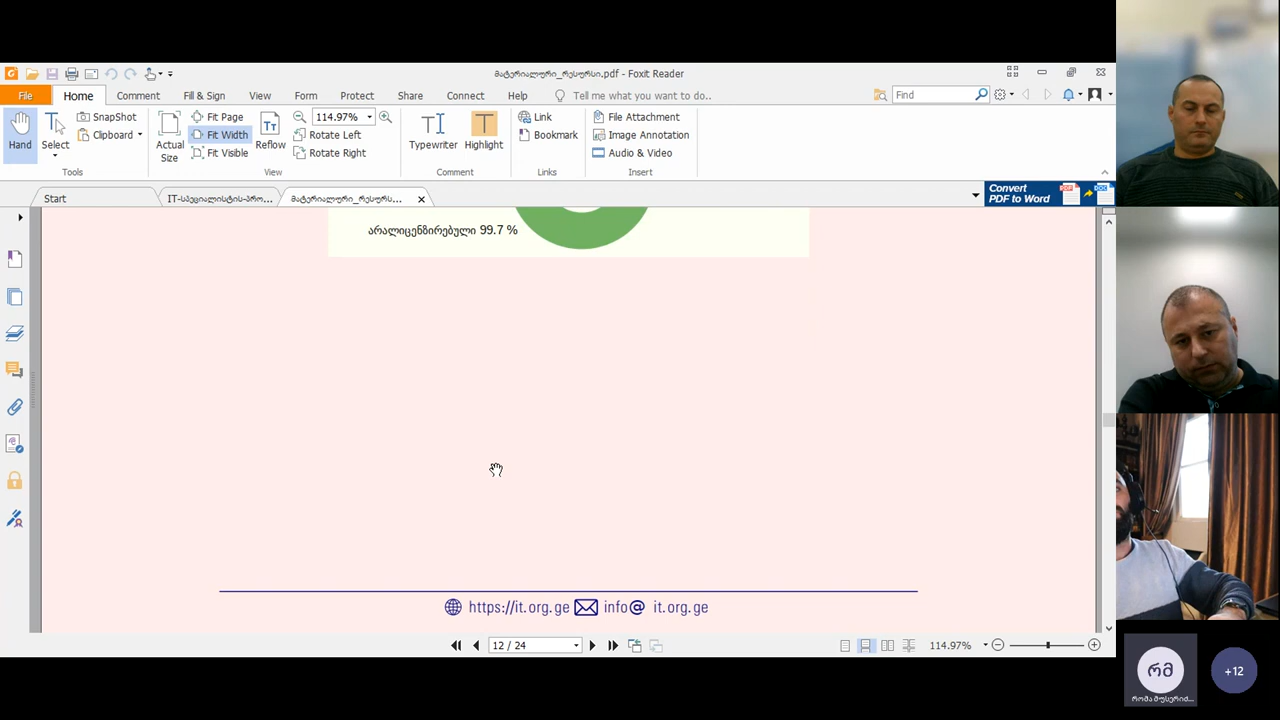 მატერიალური_რესურსი.pdf - Foxit Reader
File Home Comment Fill & Sign View Form Protect Share Connect Help Tell me what you want to do.. Find
Hand
Select
SnapShot
Clipboard
Tools
Actual Size
Fit Page
Fit Width
Fit Visible
Reflow
114.97%
Rotate Left
Rotate Right
View
Typewriter
Highlight
Comment
Link
Bookmark
Links
File Attachment
Image Annotation
Audio & Video
Insert
Start IT-სპეციალისტის-პრო... მატერიალური_რესურს...
Convert
PDF to Word
არალიცენზირებული 99.7 %
https://it.org.ge info@ it.org.ge
12 / 24
114.97%
რმ
+12